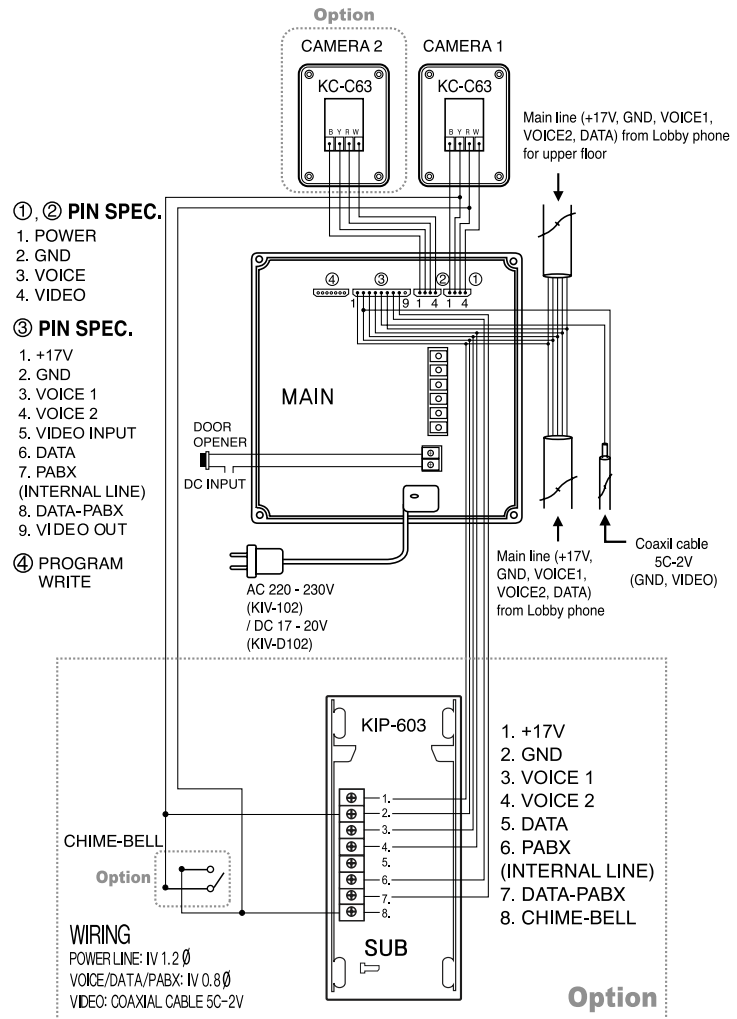 Option
CAMERA 2
CAMERA 1
KC-C63
KC-C63
B Y R W
B Y R W
Main line (+17V, GND, VOICE1,
VOICE2, DATA) from Lobby phone
for upper floor
①, ② PIN SPEC.
1. POWER
2. GND
3. VOICE
4. VIDEO
③ PIN SPEC.
1. +17V
2. GND
3. VOICE 1
4. VOICE 2
5. VIDEO INPUT
6. DATA
7. PABX
(INTERNAL LINE)
8. DATA-PABX
9. VIDEO OUT
④ PROGRAM
WRITE
④ ③ ② ①
1 9 1 4 1 4
MAIN
DOOR
OPENER
DC INPUT
AC 220 - 230V
(KIV-102)
/ DC 17 - 20V
(KIV-D102)
Main line (+17V,
GND, VOICE1,
VOICE2, DATA)
from Lobby phone
Coaxil cable
5C-2V
(GND, VIDEO)
KIP-603
1.
2.
3.
4.
5.
6.
7.
8.
SUB
1. +17V
2. GND
3. VOICE 1
4. VOICE 2
5. DATA
6. PABX
(INTERNAL LINE)
7. DATA-PABX
8. CHIME-BELL
CHIME-BELL
Option
WIRING
POWER LINE: IV 1.2 Ø
VOICE/DATA/PABX: IV 0.8 Ø
VIDEO: COAXIAL CABLE 5C-2V
Option